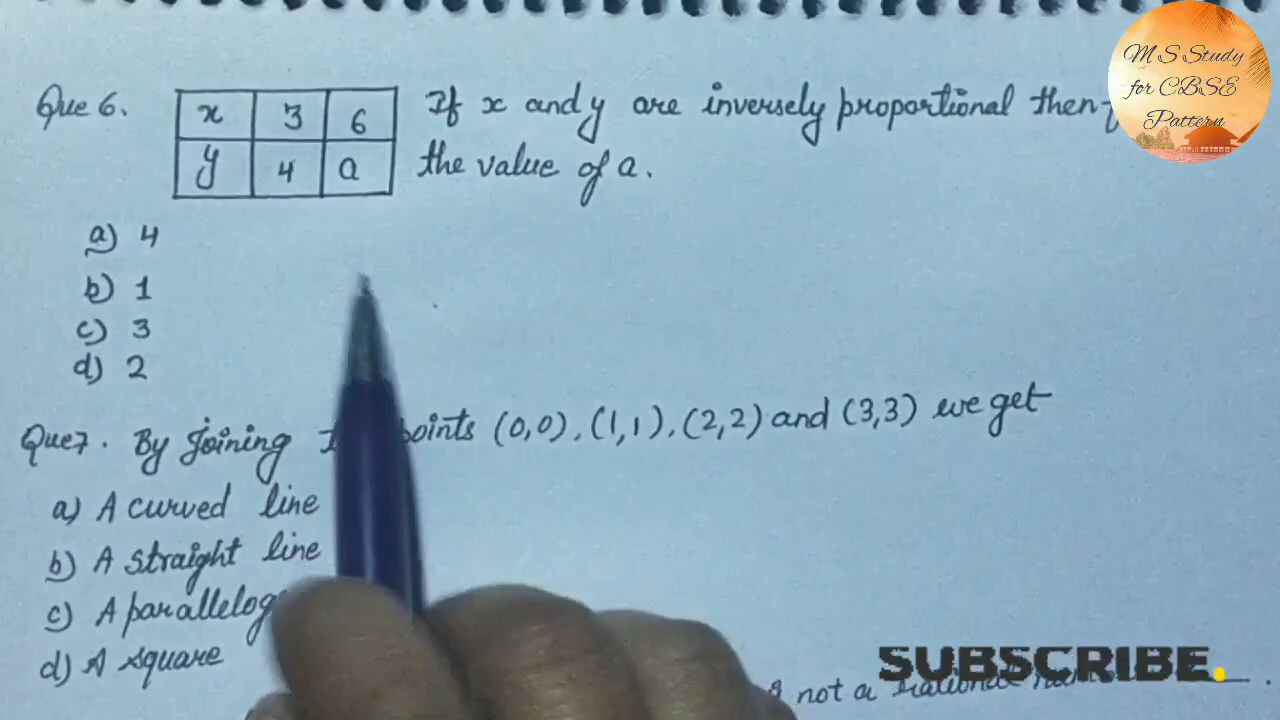 M S Study
for CBSE
Pattern
Que 6. x 3 6 If x and y are inversely proportional then
y 4 a the value of a.
a) 4
b) 1
c) 3
d) 2
Que7. By joining points (0,0), (1,1), (2,2) and (3,3) we get
a) A curved line
b) A straight line
c) A
d) A square
SUBSCRIBE.
not a rational